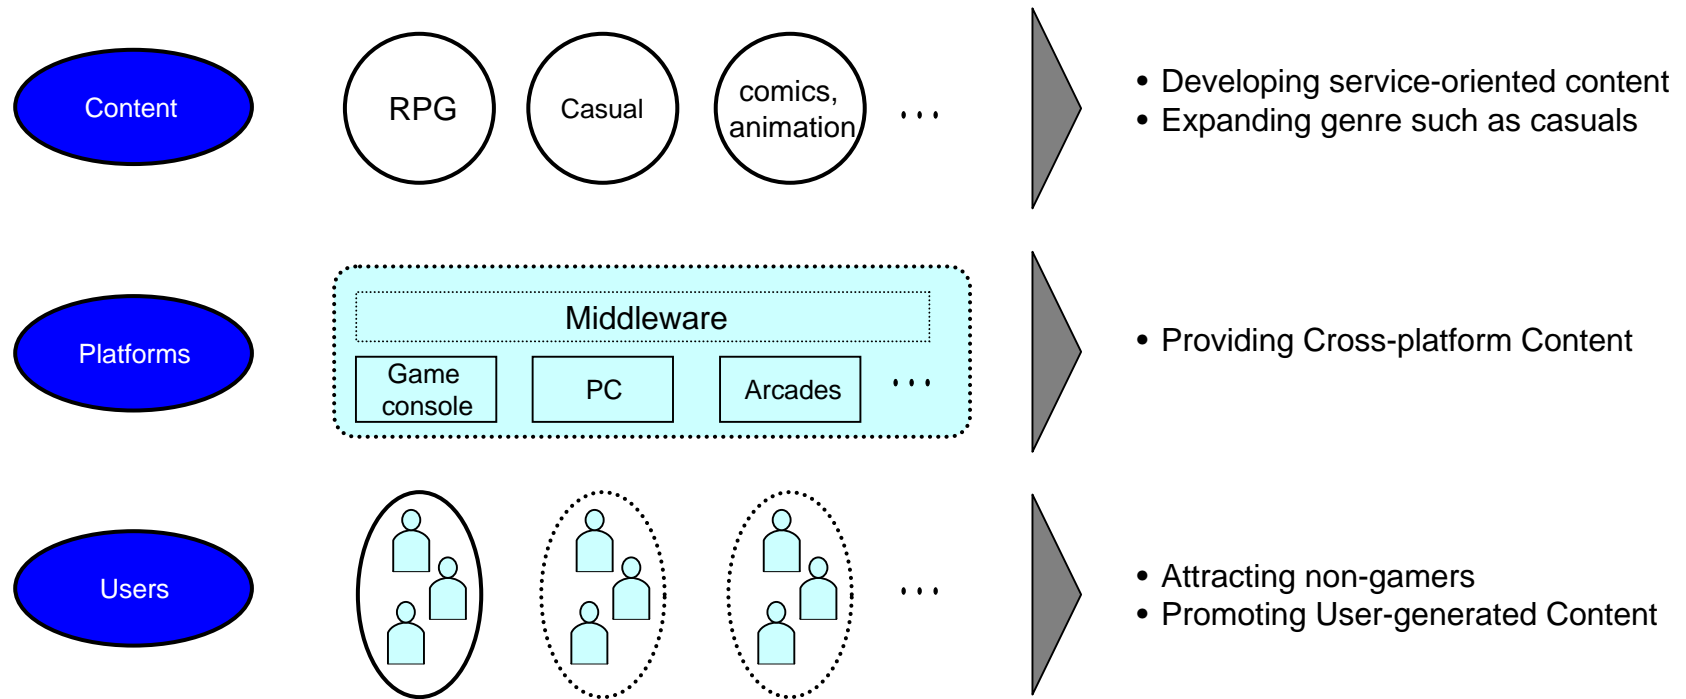 Content
RPG
Casual
comics,
animation
...
• Developing service-oriented content
• Expanding genre such as casuals
Platforms
Middleware
Game
console
PC
Arcades
...
• Providing Cross-platform Content
Users
...
• Attracting non-gamers
• Promoting User-generated Content